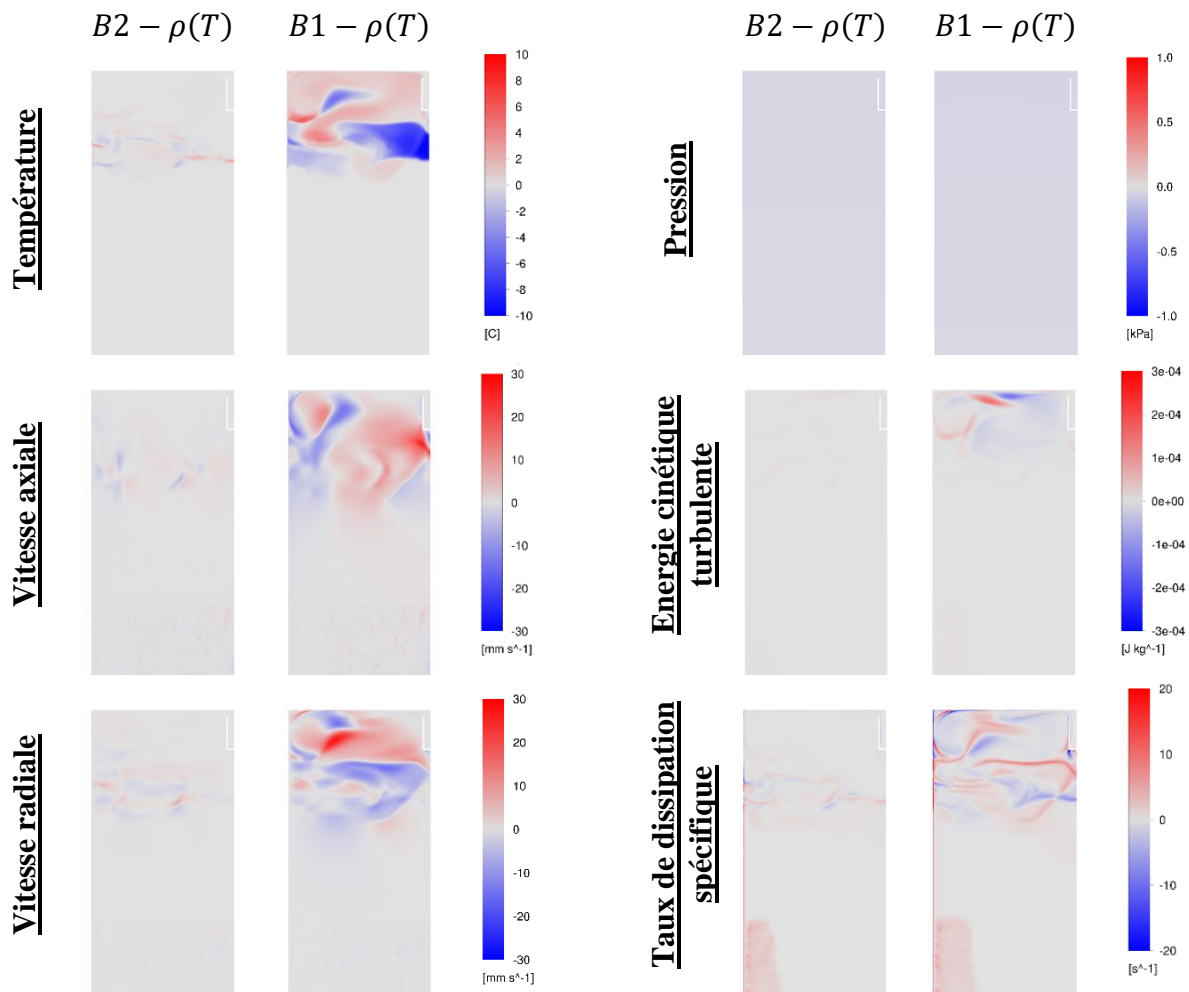 B2 − ρ(T)
B1 − ρ(T)
B2 − ρ(T)
B1 − ρ(T)
Température
10
8
6
4
2
0
-2
-4
-6
-8
-10
[C]
Pression
1.0
0.5
0.0
-0.5
-1.0
[kPa]
Vitesse axiale
30
20
10
0
-10
-20
-30
[mm s^-1]
Energie cinétique
turbulente
3e-04
2e-04
1e-04
0e+00
-1e-04
-2e-04
-3e-04
[J kg^-1]
Vitesse radiale
30
20
10
0
-10
-20
-30
[mm s^-1]
Taux de dissipation
spécifique
20
10
0
-10
-20
[s^-1]